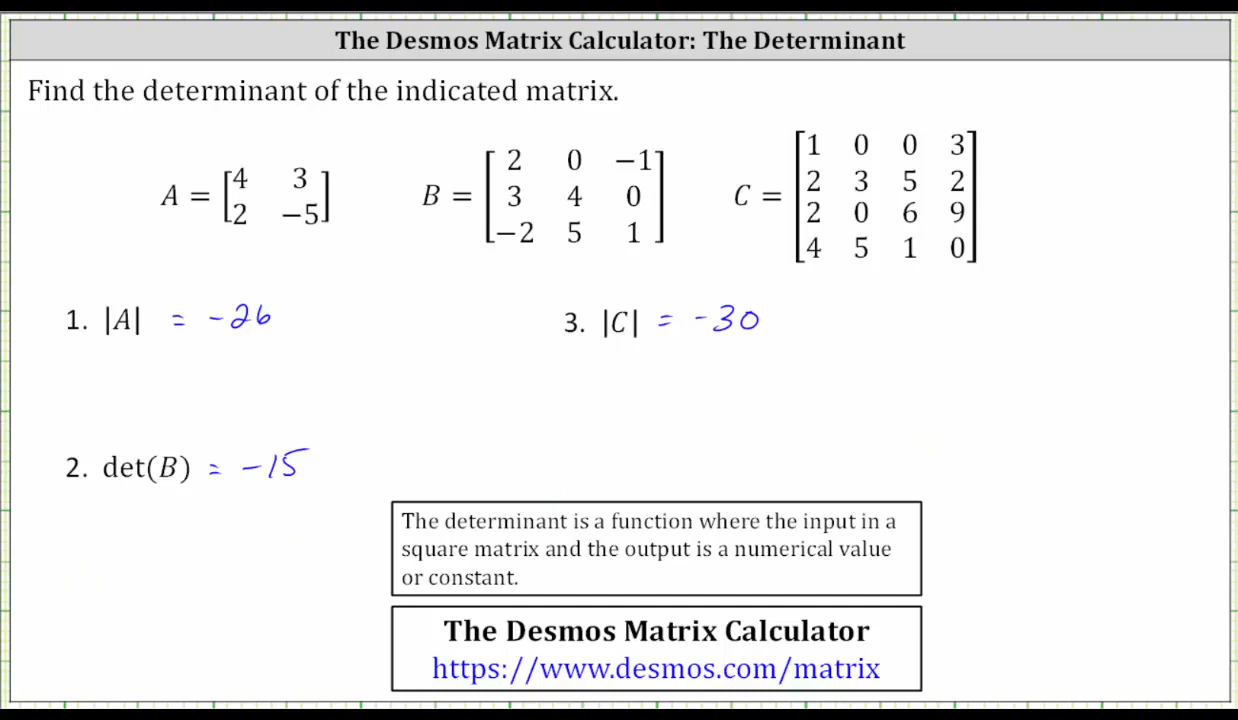 The Desmos Matrix Calculator: The Determinant
Find the determinant of the indicated matrix.
A = [4 3
2 −5]
B = [2 0 −1
3 4 0
−2 5 1]
C = [1 0 0 3
2 3 5 2
2 0 6 9
4 5 1 0]
1. |A| = -26
3. |C| = -30
2. det(B) = -15
The determinant is a function where the input in a
square matrix and the output is a numerical value
or constant.
The Desmos Matrix Calculator
https://www.desmos.com/matrix